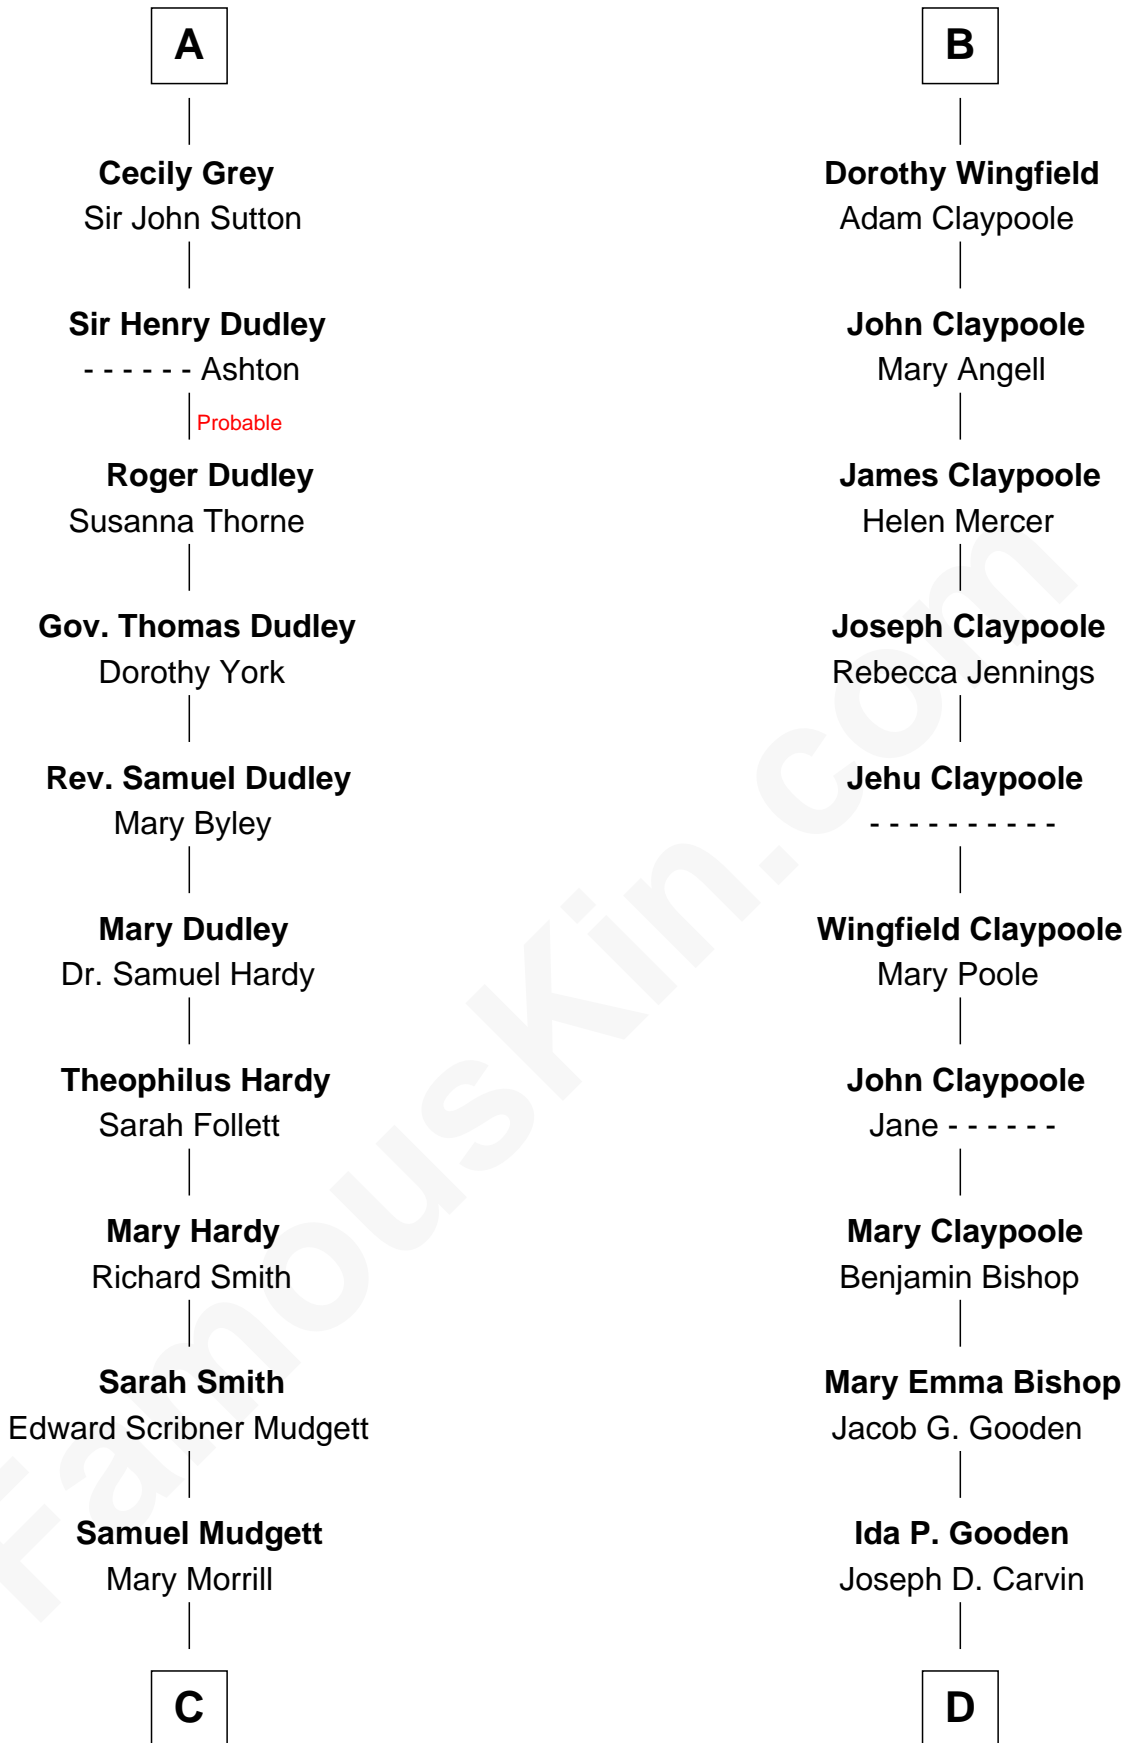 A
Cecily Grey
Sir John Sutton
Sir Henry Dudley
- - - - - - Ashton
Probable
Roger Dudley
Susanna Thorne
Gov. Thomas Dudley
Dorothy York
Rev. Samuel Dudley
Mary Byley
Mary Dudley
Dr. Samuel Hardy
Theophilus Hardy
Sarah Follett
Mary Hardy
Richard Smith
Sarah Smith
Edward Scribner Mudgett
Samuel Mudgett
Mary Morrill
C
B
Dorothy Wingfield
Adam Claypoole
John Claypoole
Mary Angell
James Claypoole
Helen Mercer
Joseph Claypoole
Rebecca Jennings
Jehu Claypoole
- - - - - - - - - -
Wingfield Claypoole
Mary Poole
John Claypoole
Jane - - - - - -
Mary Claypoole
Benjamin Bishop
Mary Emma Bishop
Jacob G. Gooden
Ida P. Gooden
Joseph D. Carvin
D
FamousKin.com